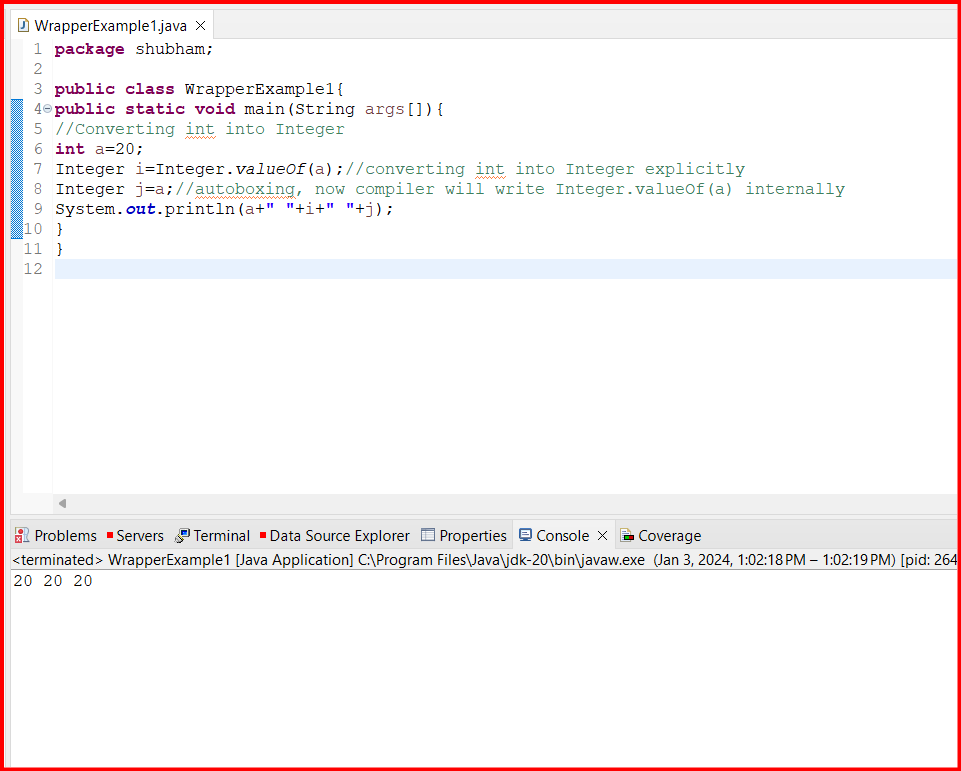 WrapperExample1.java
1 package shubham;
2
3 public class WrapperExample1{
4 public static void main(String args[]){
5 //Converting int into Integer
6 int a=20;
7 Integer i=Integer.valueOf(a);//converting int into Integer explicitly
8 Integer j=a;//autoboxing, now compiler will write Integer.valueOf(a) internally
9 System.out.println(a+" "+i+" "+j);
10 }
11 }
12
Problems Servers Terminal Data Source Explorer Properties Console Coverage
<terminated> WrapperExample1 [Java Application] C:\Program Files\Java\jdk-20\bin\javaw.exe (Jan 3, 2024, 1:02:18 PM – 1:02:19 PM) [pid: 264
20 20 20